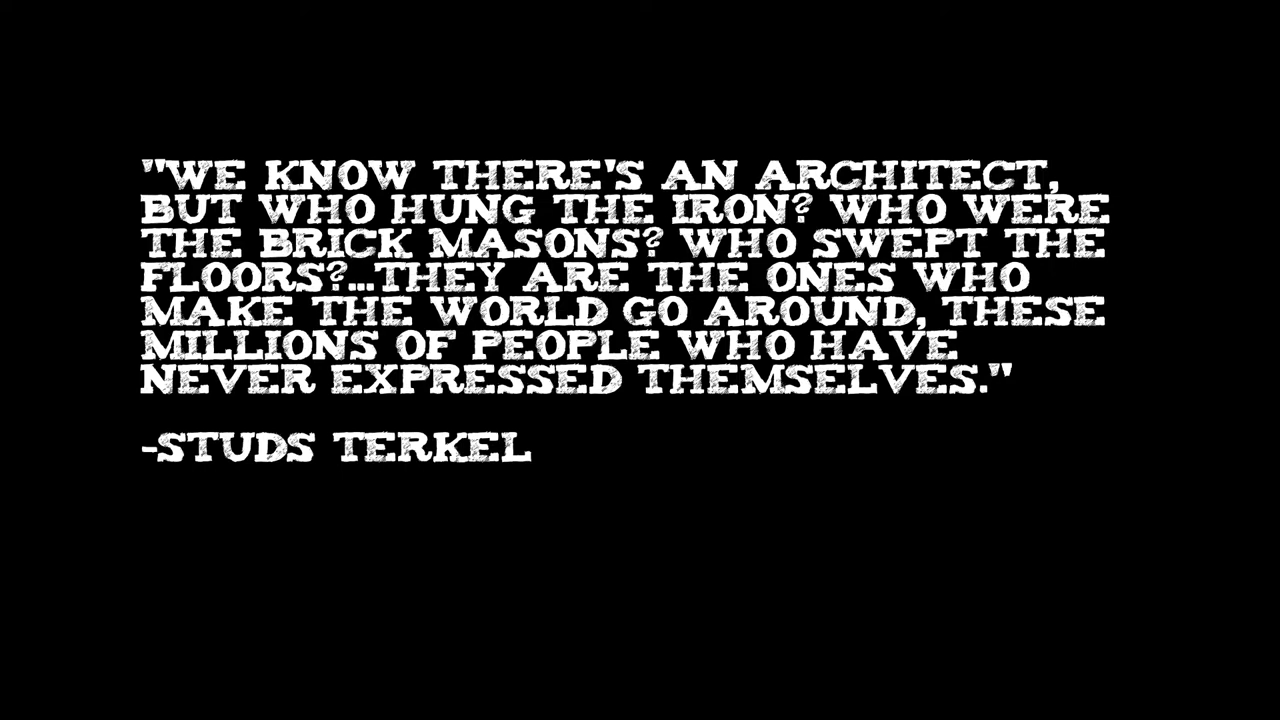 "WE KNOW THERE'S AN ARCHITECT,
BUT WHO HUNG THE IRON? WHO WERE
THE BRICK MASONS? WHO SWEPT THE
FLOORS?...THEY ARE THE ONES WHO
MAKE THE WORLD GO AROUND, THESE
MILLIONS OF PEOPLE WHO HAVE
NEVER EXPRESSED THEMSELVES."
-STUDS TERKEL